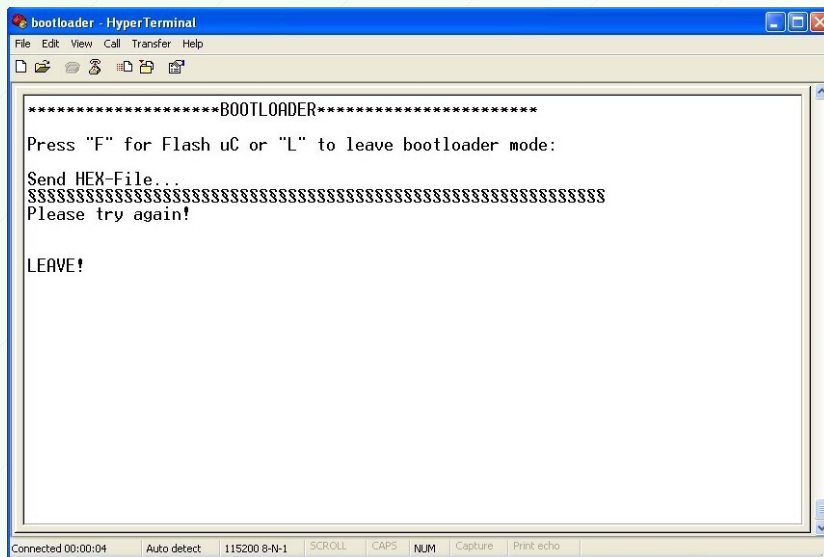 bootloader - HyperTerminal
File Edit View Call Transfer Help
********************BOOTLOADER***********************
Press "F" for Flash uC or "L" to leave bootloader mode:
Send HEX-File...
§§§§§§§§§§§§§§§§§§§§§§§§§§§§§§§§§§§§§§§§§§§§§§§§§§§§§§§§§§§§
Please try again!
LEAVE!
Connected 00:00:04 Auto detect 115200 8-N-1 SCROLL CAPS NUM Capture Print echo